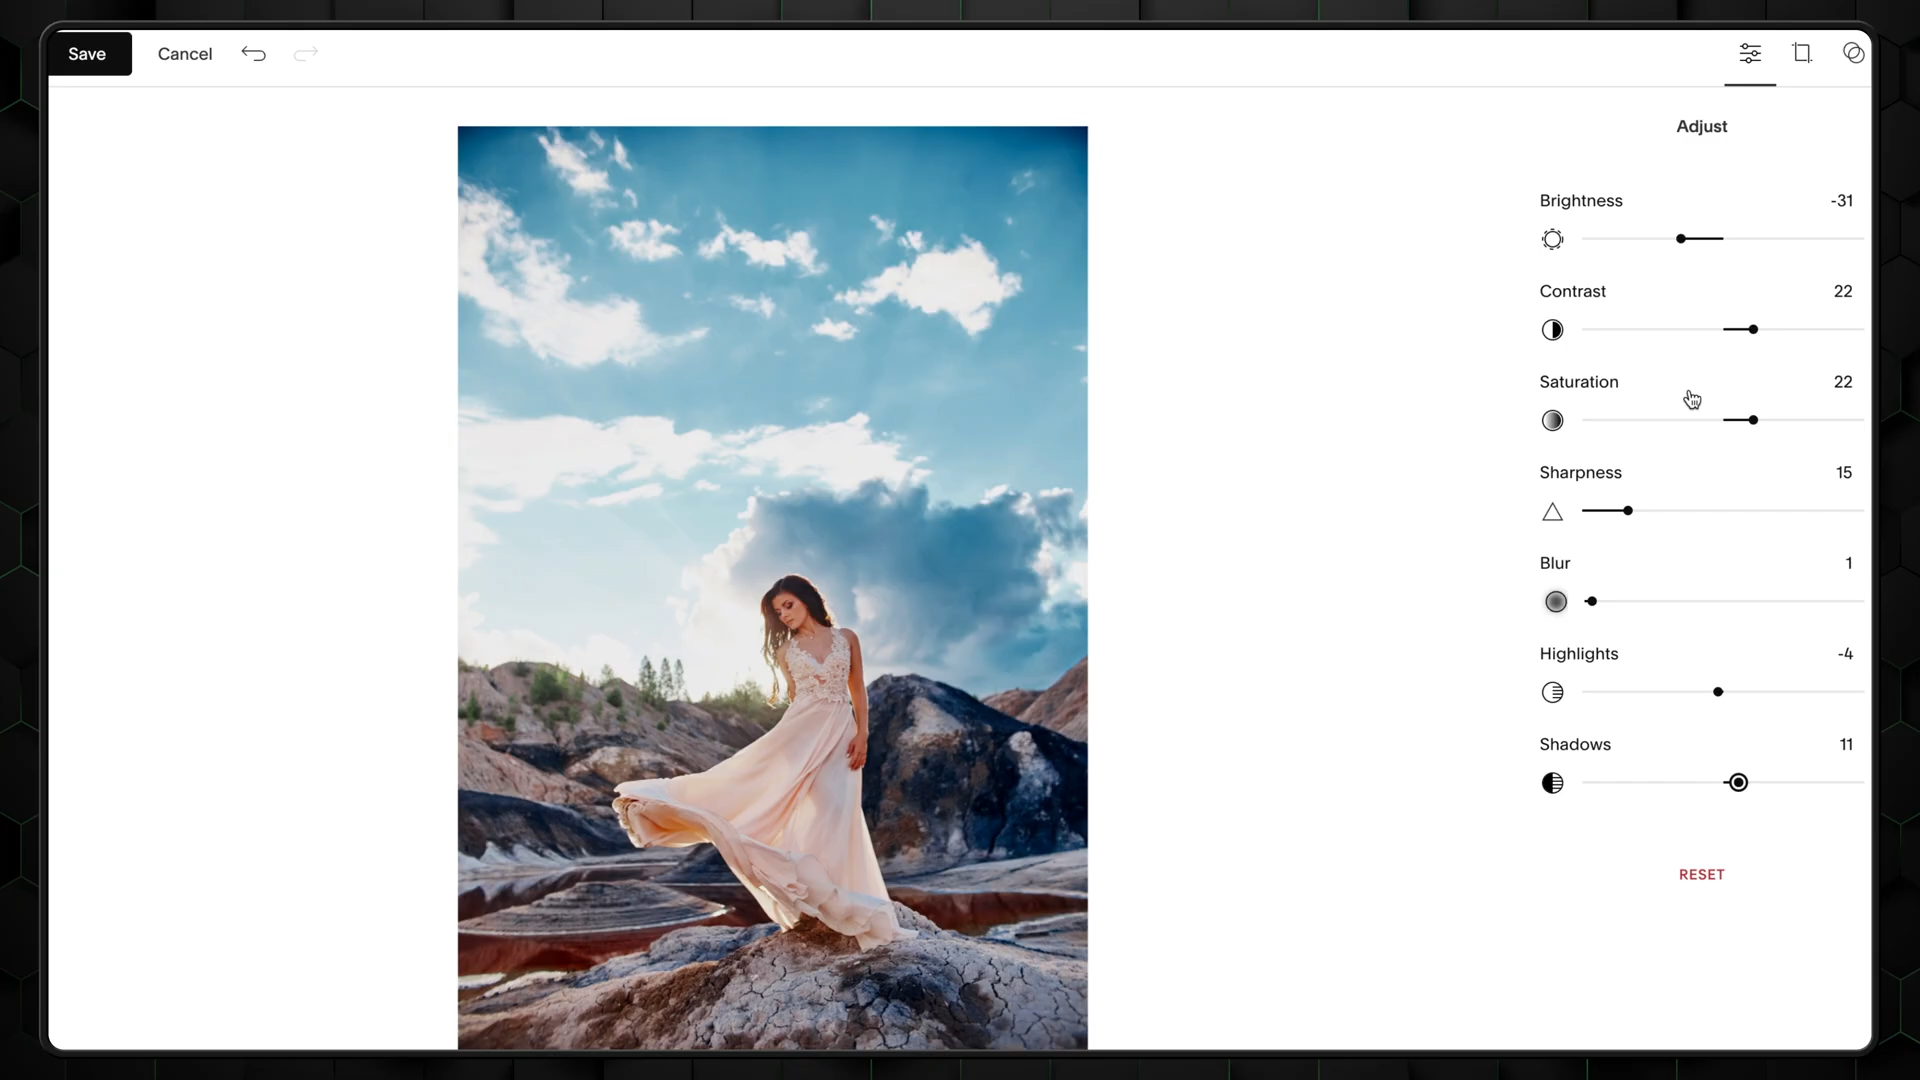 Save Cancel
Adjust
Brightness -31
Contrast 22
Saturation 22
Sharpness 15
Blur 1
Highlights -4
Shadows 11
RESET